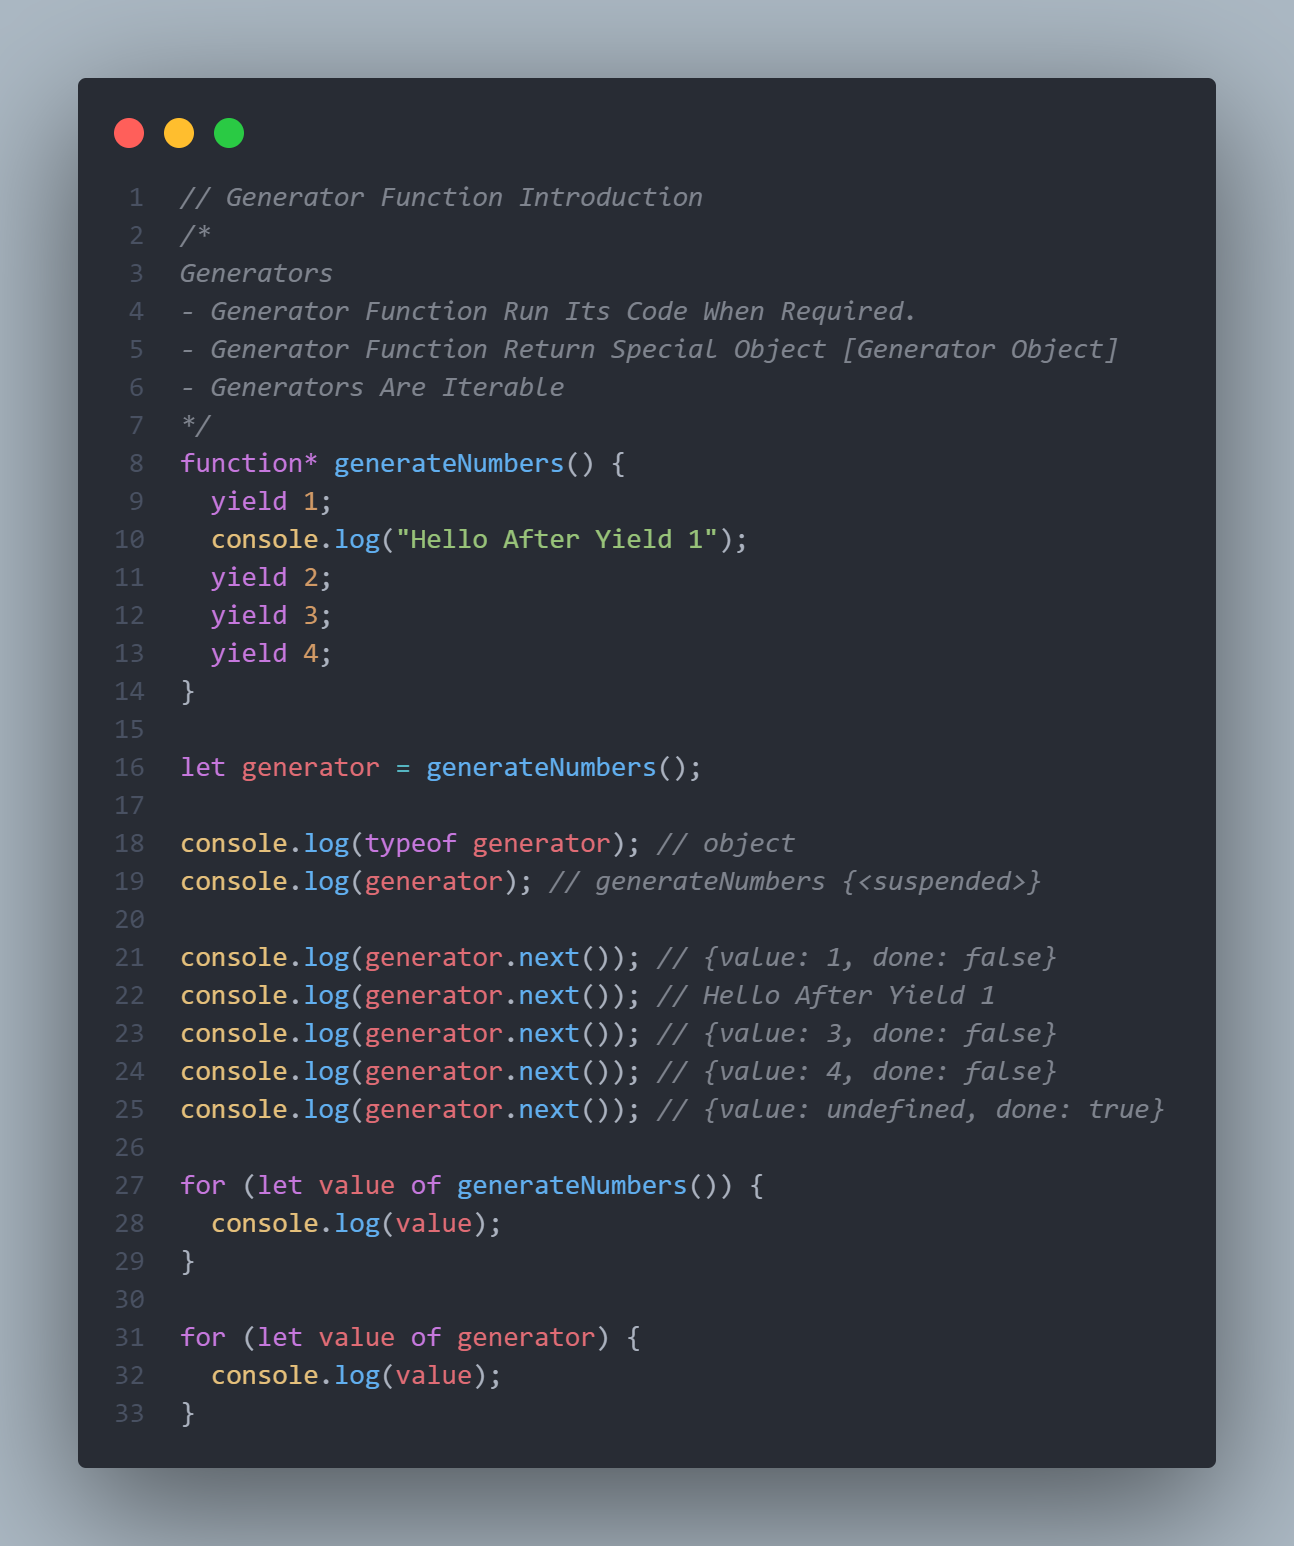 1 // Generator Function Introduction
2 /*
3 Generators
4 - Generator Function Run Its Code When Required.
5 - Generator Function Return Special Object [Generator Object]
6 - Generators Are Iterable
7 */
8 function* generateNumbers() {
9   yield 1;
10   console.log("Hello After Yield 1");
11   yield 2;
12   yield 3;
13   yield 4;
14 }
15
16 let generator = generateNumbers();
17
18 console.log(typeof generator); // object
19 console.log(generator); // generateNumbers {<suspended>}
20
21 console.log(generator.next()); // {value: 1, done: false}
22 console.log(generator.next()); // Hello After Yield 1
23 console.log(generator.next()); // {value: 3, done: false}
24 console.log(generator.next()); // {value: 4, done: false}
25 console.log(generator.next()); // {value: undefined, done: true}
26
27 for (let value of generateNumbers()) {
28   console.log(value);
29 }
30
31 for (let value of generator) {
32   console.log(value);
33 }